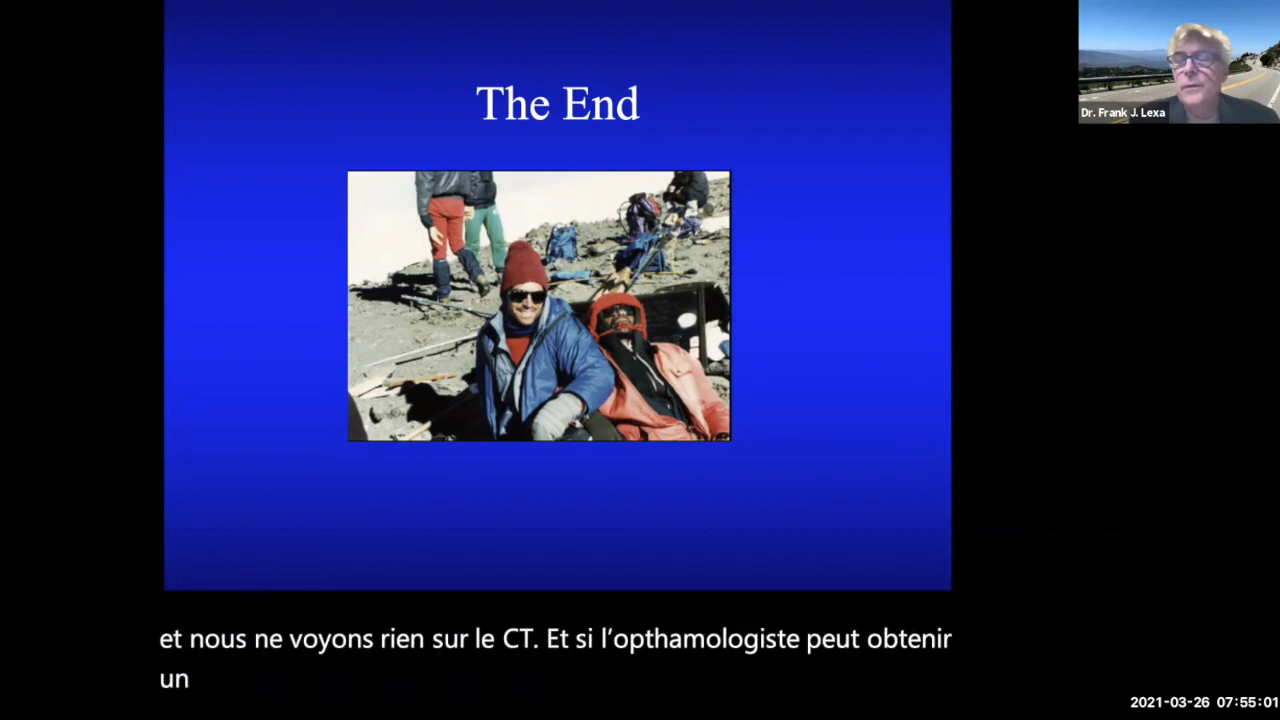 The End
Dr. Frank J. Lexa
et nous ne voyons rien sur le CT. Et si l'opthamologiste peut obtenir
un
2021-03-26 07:55:01